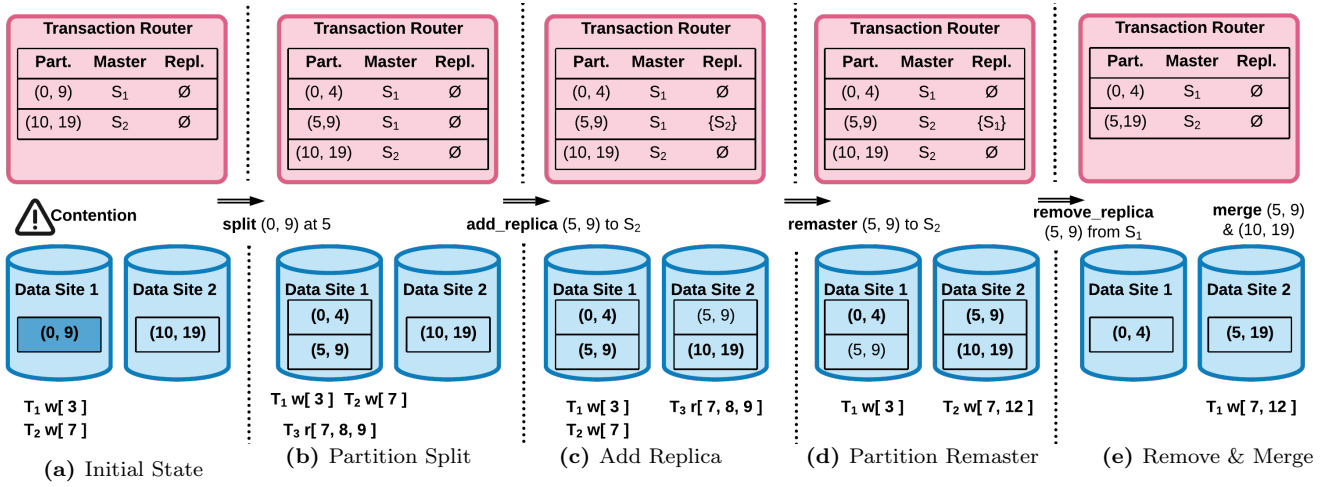 Transaction Router
Part. Master Repl.
(0, 9) S₁ Ø
(10, 19) S₂ Ø
Contention
Data Site 1 Data Site 2
(0, 9) (10, 19)
T₁ w[ 3 ]
T₂ w[ 7 ]
(a) Initial State
split (0, 9) at 5
Transaction Router
Part. Master Repl.
(0, 4) S₁ Ø
(5,9) S₁ Ø
(10, 19) S₂ Ø
Data Site 1 Data Site 2
(0, 4)
(5, 9)
(10, 19)
T₁ w[ 3 ] T₂ w[ 7 ]
T₃ r[ 7, 8, 9 ]
(b) Partition Split
add_replica (5, 9) to S₂
Transaction Router
Part. Master Repl.
(0, 4) S₁ Ø
(5,9) S₁ {S₂}
(10, 19) S₂ Ø
Data Site 1 Data Site 2
(0, 4) (5, 9)
(5, 9) (10, 19)
T₁ w[ 3 ] T₃ r[ 7, 8, 9 ]
T₂ w[ 7 ]
(c) Add Replica
remaster (5, 9) to S₂
Transaction Router
Part. Master Repl.
(0, 4) S₁ Ø
(5,9) S₂ {S₁}
(10, 19) S₂ Ø
Data Site 1 Data Site 2
(0, 4) (5, 9)
(5, 9) (10, 19)
T₁ w[ 3 ] T₂ w[ 7, 12 ]
(d) Partition Remaster
remove_replica
(5, 9) from S₁
merge (5, 9)
& (10, 19)
Transaction Router
Part. Master Repl.
(0, 4) S₁ Ø
(5,19) S₂ Ø
Data Site 1 Data Site 2
(0, 4) (5, 19)
T₁ w[ 7, 12 ]
(e) Remove & Merge